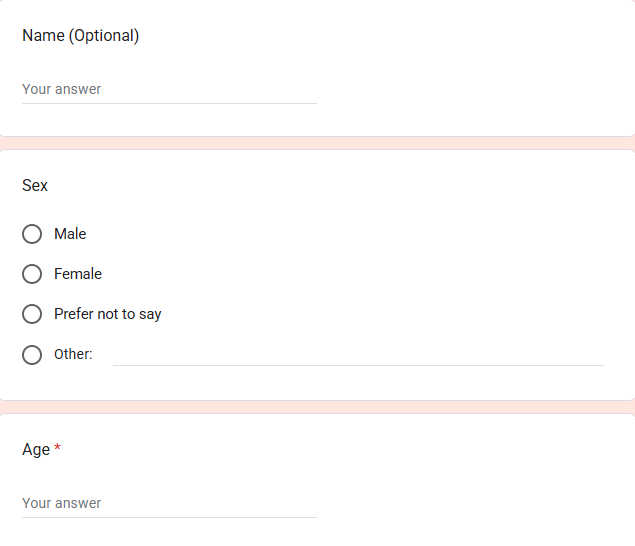 Name (Optional)
Your answer
Sex
Male
Female
Prefer not to say
Other:
Age *
Your answer